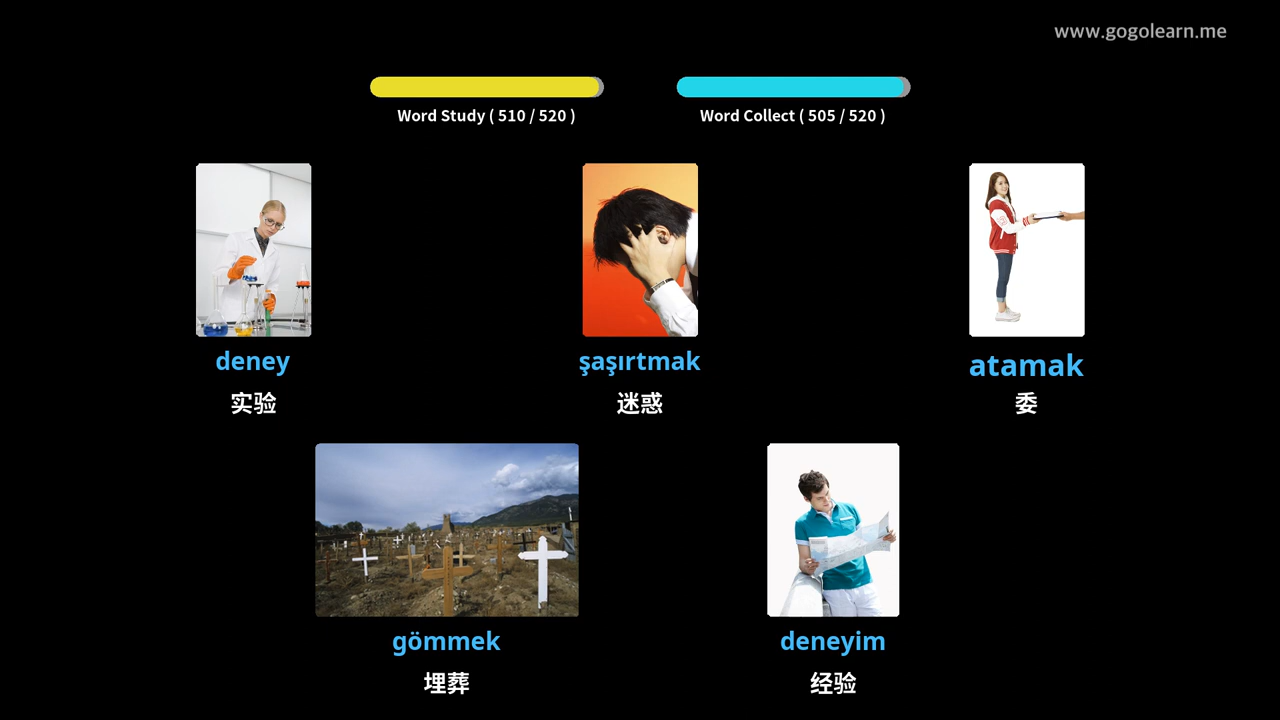 www.gogolearn.me
Word Study ( 510 / 520 )
Word Collect ( 505 / 520 )
deney
实验
şaşırtmak
迷惑
atamak
委
gömmek
埋葬
deneyim
经验